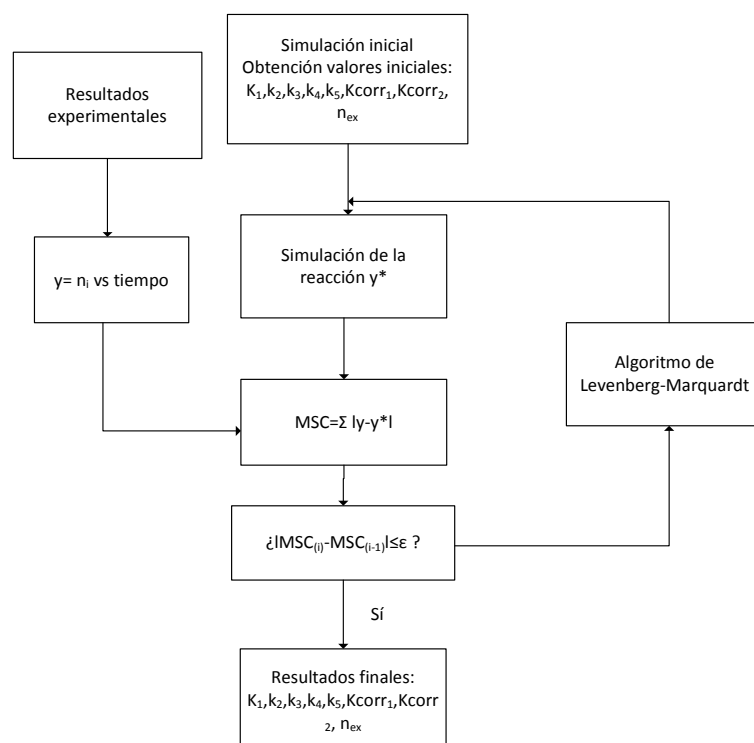 Simulación inicial
Obtención valores iniciales:
K₁,k₂,k₃,k₄,k₅,Kcorr₁,Kcorr₂,
nₑₓ
Resultados
experimentales
y= nᵢ vs tiempo
Simulación de la
reacción y*
Algoritmo de
Levenberg-Marquardt
MSC=Σ ly-y*l
¿lMSC₍ᵢ₎-MSC₍ᵢ₋₁₎l≤ε ?
Sí
Resultados finales:
K₁,k₂,k₃,k₄,k₅,Kcorr₁,Kcorr
₂, nₑₓ